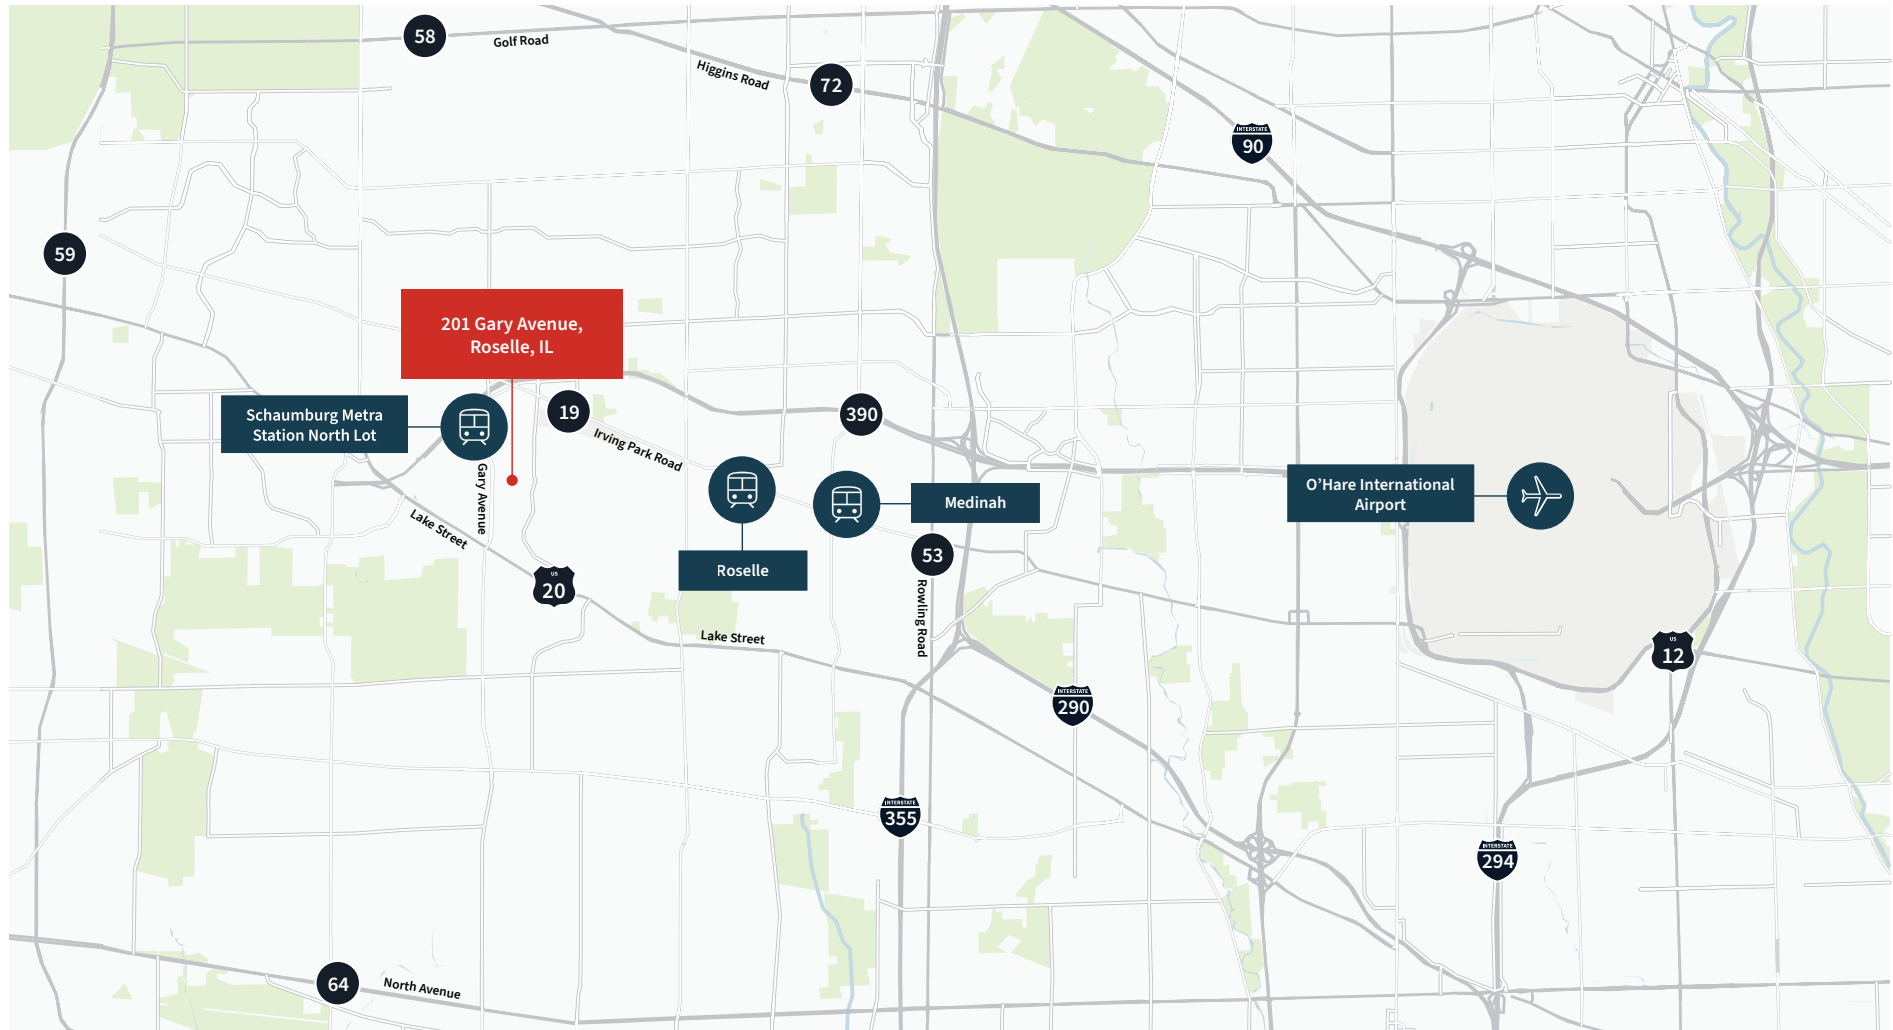 58
Golf Road
Higgins Road
72
INTERSTATE
90
59
201 Gary Avenue,
Roselle, IL
Schaumburg Metra
Station North Lot
19
390
Irving Park Road
Gary Avenue
Lake Street
Medinah
O’Hare International
Airport
53
Roselle
US
20
Rowling Road
Lake Street
US
12
INTERSTATE
290
INTERSTATE
355
INTERSTATE
294
64
North Avenue